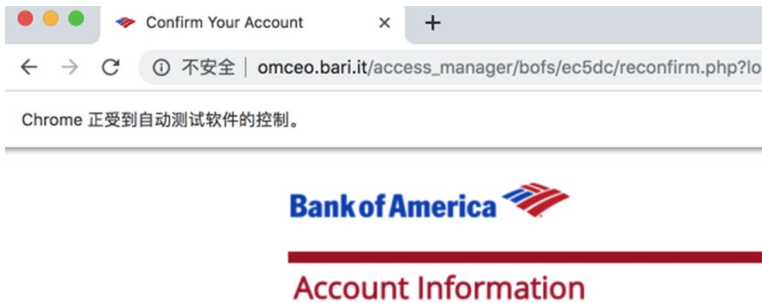 Confirm Your Account
不安全 omceo.bari.it/access_manager/bofs/ec5dc/reconfirm.php?lo
Chrome 正受到自动测试软件的控制。
Bank of America
Account Information